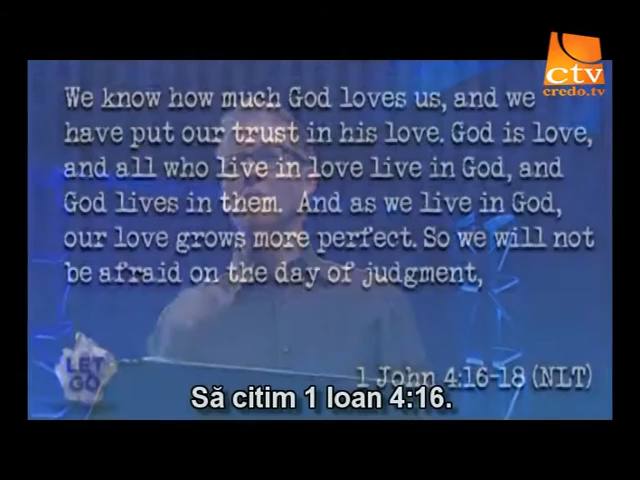 ctv
credo.tv
We know how much God loves us, and we
have put our trust in his love. God is love,
and all who live in love live in God, and
God lives in them. And as we live in God,
our love grows more perfect. So we will not
be afraid on the day of judgment,
LET
GO
1 John 4:16-18 (NLT)
Să citim 1 Ioan 4:16.